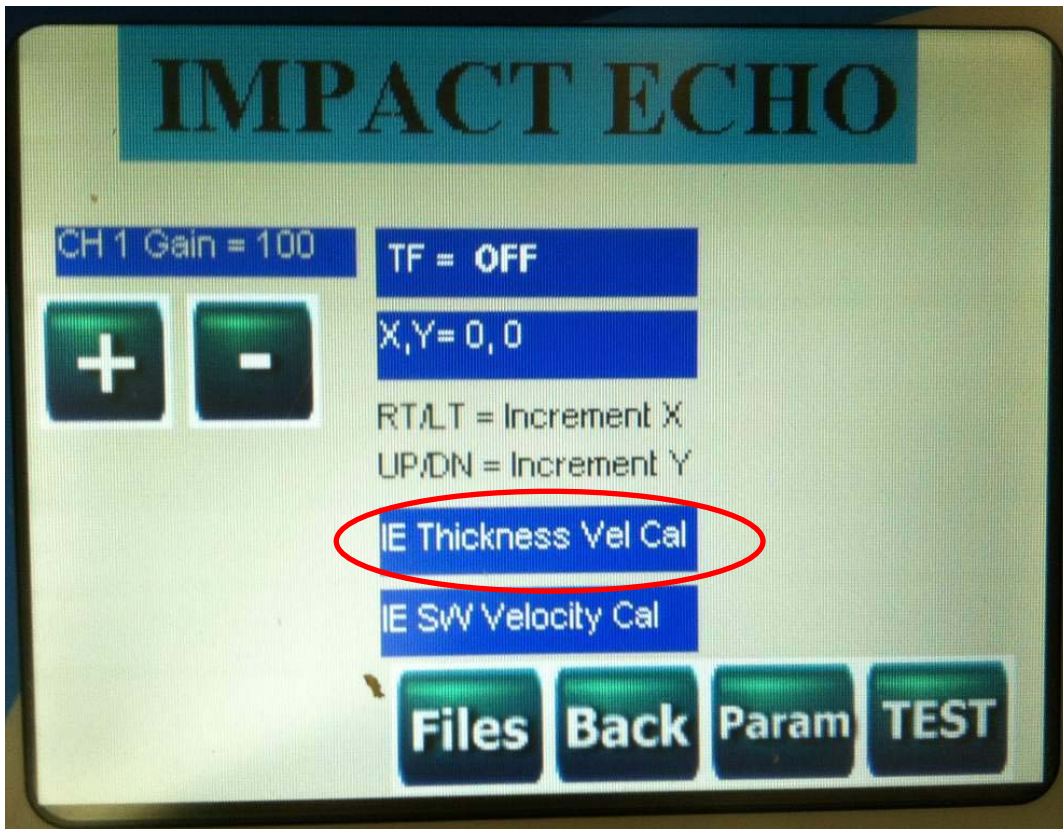 IMPACT ECHO
CH 1 Gain = 100
+ -
TF = OFF
X,Y= 0, 0
RT/LT = Increment X
UP/DN = Increment Y
IE Thickness Vel Cal
IE SW Velocity Cal
Files Back Param TEST